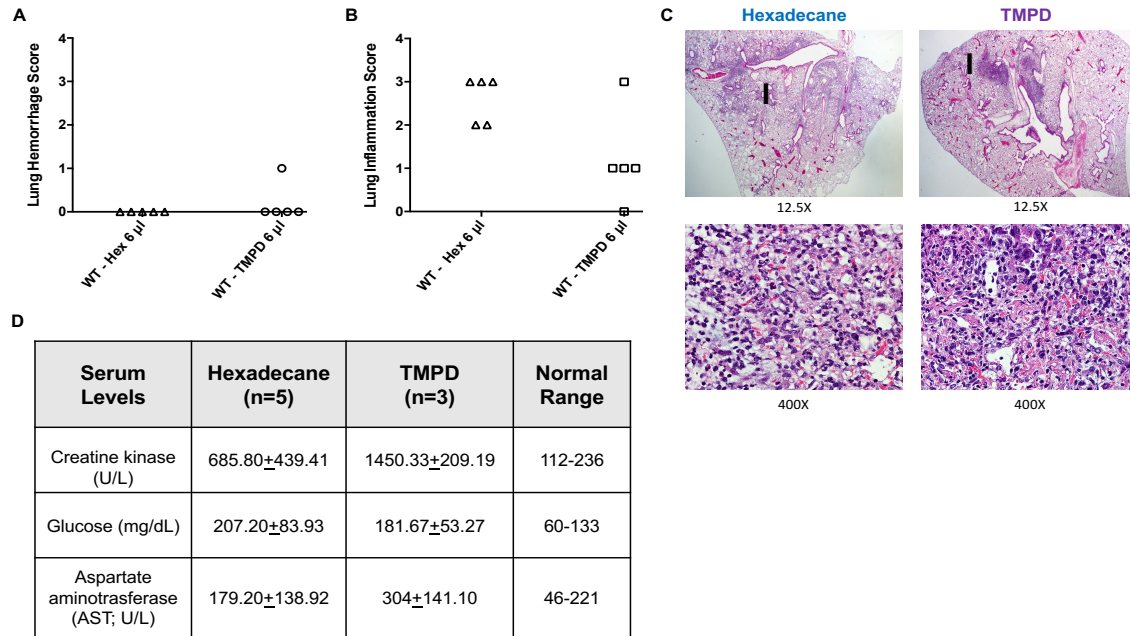 A
Lung Hemorrhage Score
4
3
2
1
0
WT - Hex 6 µl
WT - TMPD 6 µl
B
Lung Inflammation Score
4
3
2
1
0
WT - Hex 6 µl
WT - TMPD 6 µl
C
Hexadecane
TMPD
12.5X
12.5X
400X
400X
D
Serum Levels
Hexadecane (n=5)
TMPD (n=3)
Normal Range
Creatine kinase (U/L)
685.80±439.41
1450.33±209.19
112-236
Glucose (mg/dL)
207.20±83.93
181.67±53.27
60-133
Aspartate aminotrasferase (AST; U/L)
179.20±138.92
304±141.10
46-221